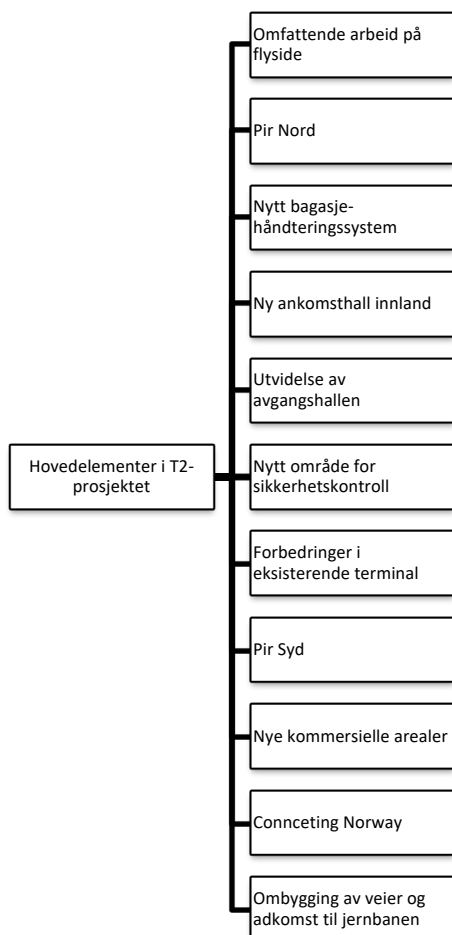 Omfattende arbeid på
flyside
Pir Nord
Nytt bagasje-
håndteringssystem
Ny ankomsthall innland
Utvidelse av
avgangshallen
Hovedelementer i T2-
prosjektet
Nytt område for
sikkerhetskontroll
Forbedringer i
eksisterende terminal
Pir Syd
Nye kommersielle arealer
Connceting Norway
Ombygging av veier og
adkomst til jernbanen